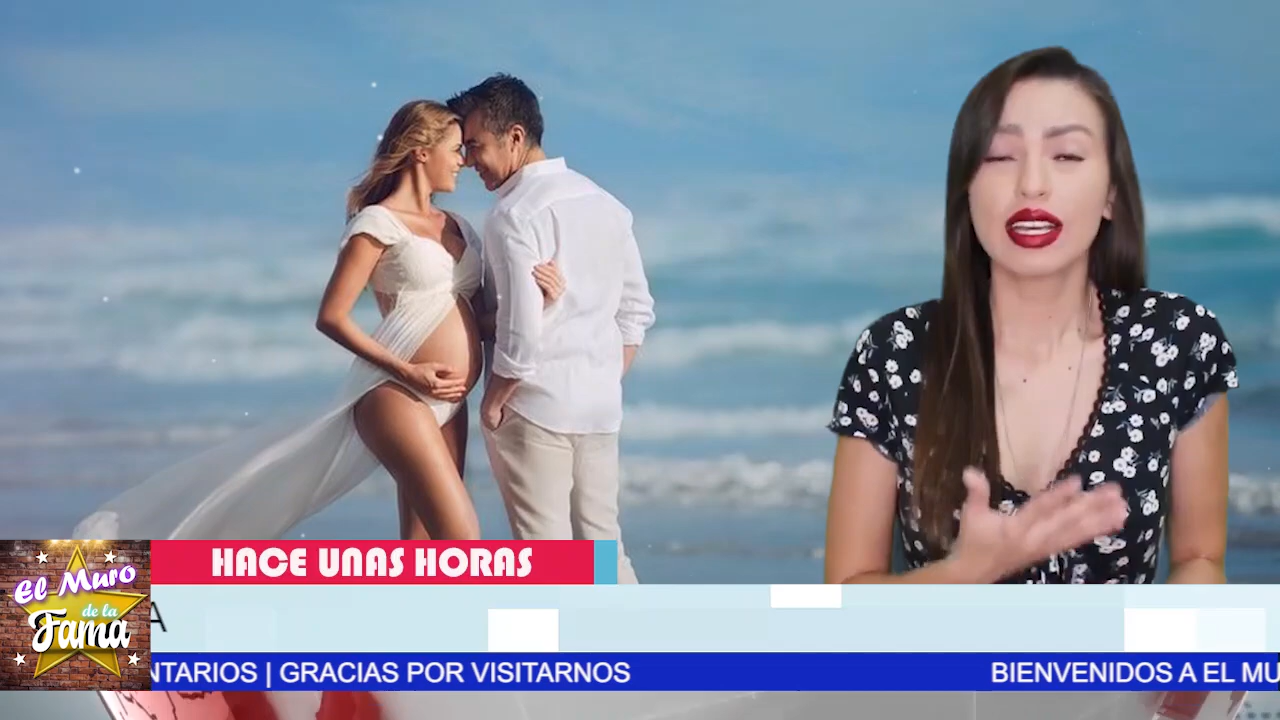 HACE UNAS HORAS
El Muro
de la
Fama
A
NTARIOS | GRACIAS POR VISITARNOS
BIENVENIDOS A EL MU